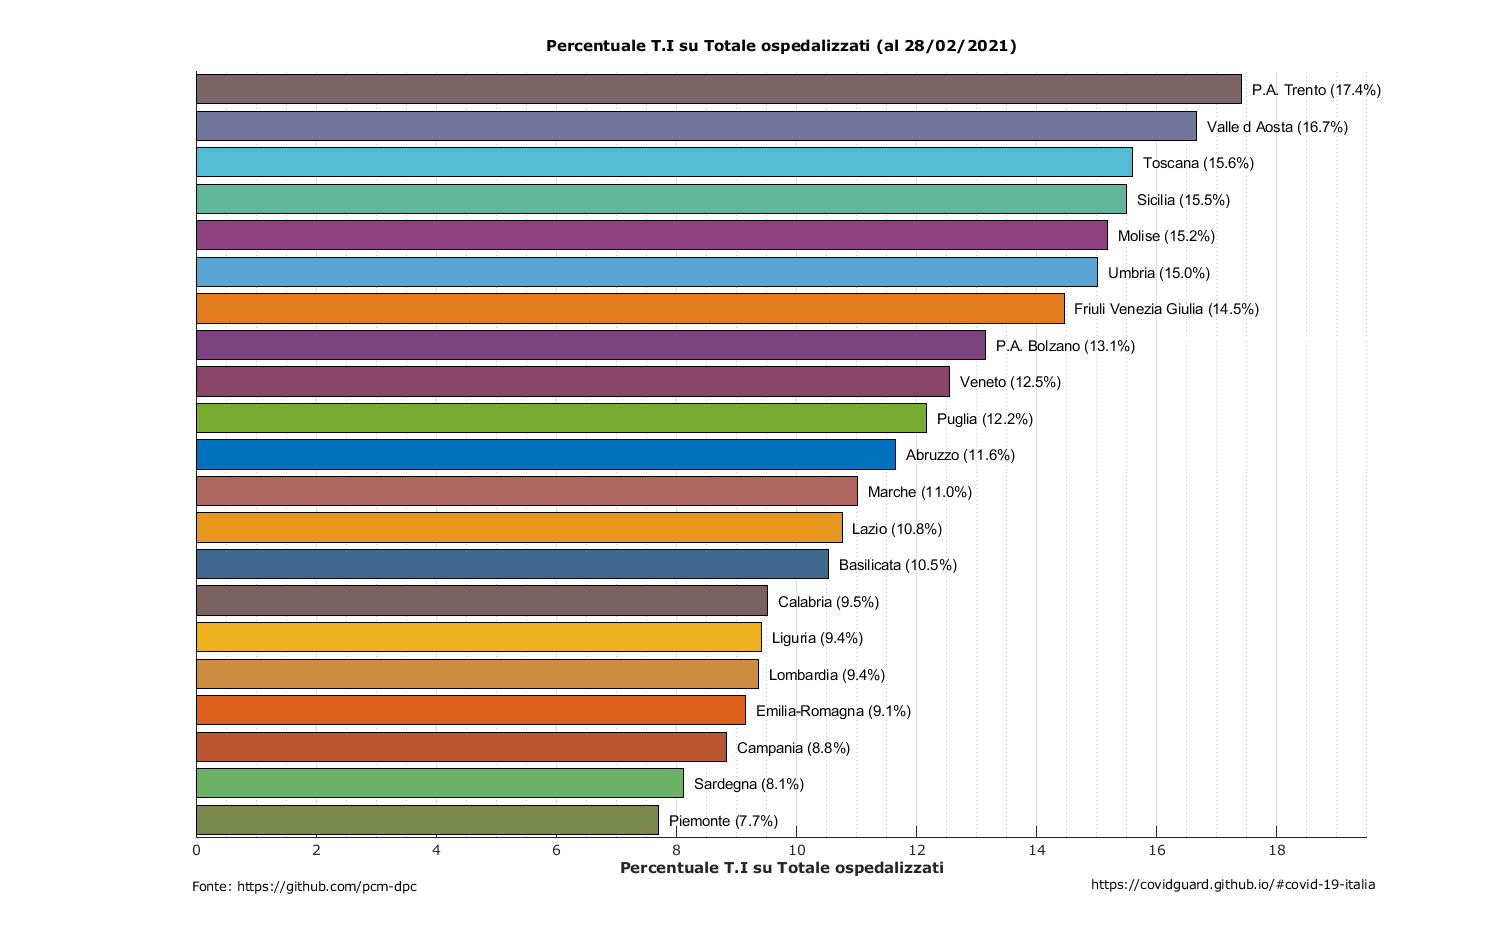 Percentuale T.I su Totale ospedalizzati (al 28/02/2021)
P.A. Trento (17.4%)
Valle d Aosta (16.7%)
Toscana (15.6%)
Sicilia (15.5%)
Molise (15.2%)
Umbria (15.0%)
Friuli Venezia Giulia (14.5%)
P.A. Bolzano (13.1%)
Veneto (12.5%)
Puglia (12.2%)
Abruzzo (11.6%)
Marche (11.0%)
Lazio (10.8%)
Basilicata (10.5%)
Calabria (9.5%)
Liguria (9.4%)
Lombardia (9.4%)
Emilia-Romagna (9.1%)
Campania (8.8%)
Sardegna (8.1%)
Piemonte (7.7%)
0 2 4 6 8 10 12 14 16 18
Percentuale T.I su Totale ospedalizzati
Fonte: https://github.com/pcm-dpc
https://covidguard.github.io/#covid-19-italia